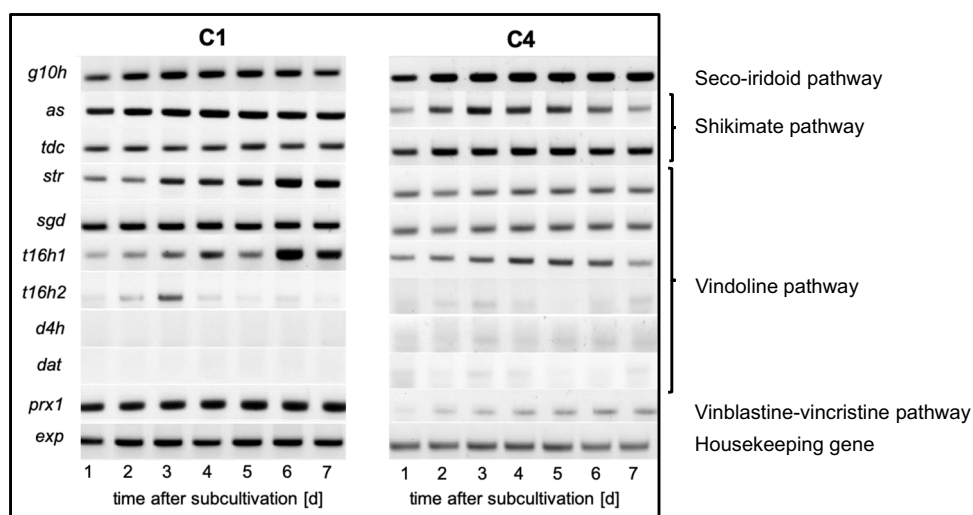 C1 C4
g10h Seco-iridoid pathway
as
Shikimate pathway
tdc
str
sgd
t16h1
t16h2 Vindoline pathway
d4h
dat
prx1 Vinblastine-vincristine pathway
exp Housekeeping gene
1 2 3 4 5 6 7 1 2 3 4 5 6 7
time after subcultivation [d] time after subcultivation [d]